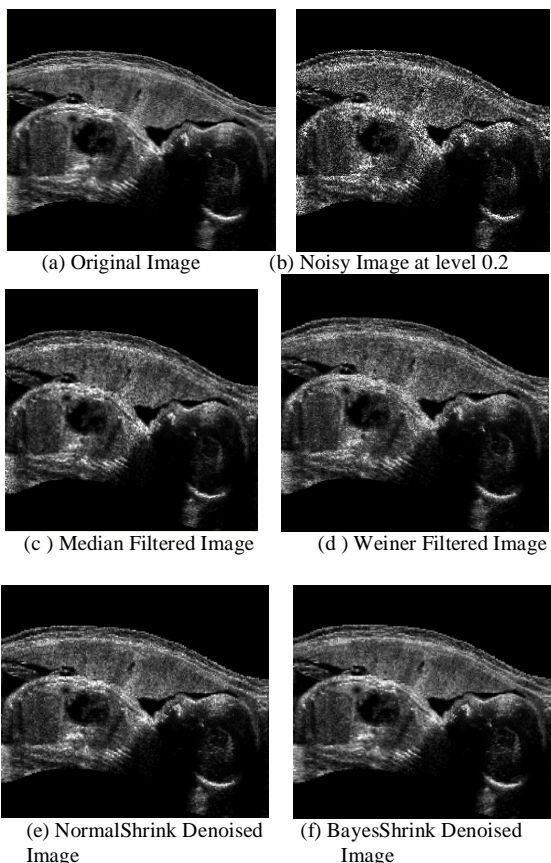 (a) Original Image
(b) Noisy Image at level 0.2
(c ) Median Filtered Image
(d ) Weiner Filtered Image
(e) NormalShrink Denoised
Image
(f) BayesShrink Denoised
Image